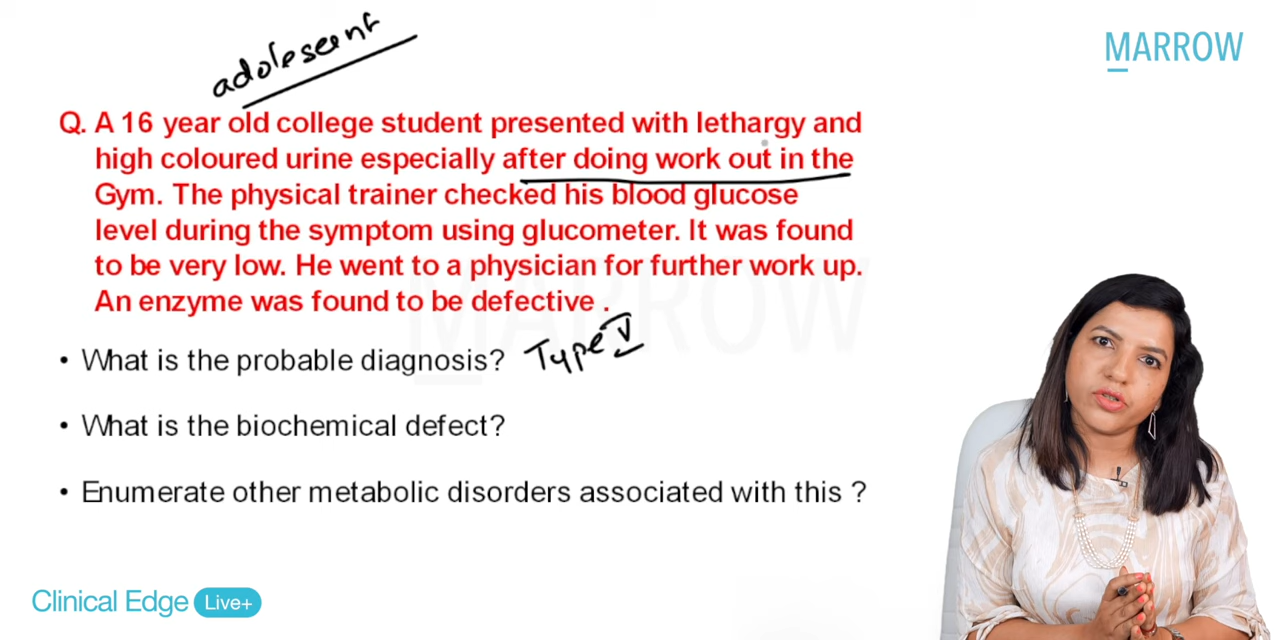 MARROW
adolescent
Q. A 16 year old college student presented with lethargy and
high coloured urine especially after doing work out in the
Gym. The physical trainer checked his blood glucose
level during the symptom using glucometer. It was found
to be very low. He went to a physician for further work up.
An enzyme was found to be defective .
MARROW
• What is the probable diagnosis? Type V
• What is the biochemical defect?
• Enumerate other metabolic disorders associated with this ?
Clinical Edge Live+